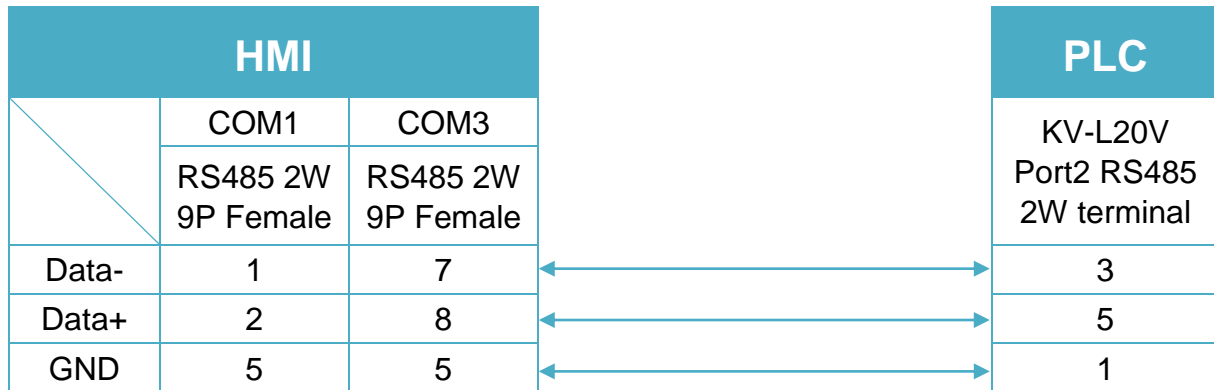 HMI PLC
COM1 COM3
KV-L20V
Port2 RS485
2W terminal
RS485 2W
9P Female
RS485 2W
9P Female
Data- 1 7 3
Data+ 2 8 5
GND 5 5 1